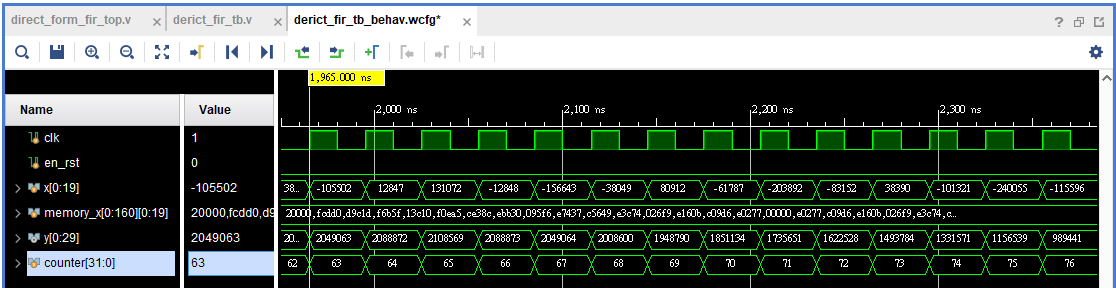 direct_form_fir_top.v × derict_fir_tb.v × derict_fir_tb_behav.wcfg* ×
?
1,965.000 ns
Name Value
2,000 ns 2,100 ns 2,200 ns 2,300 ns
clk 1
en_rst 0
x[0:19] -105502 38... -105502 12847 131072 -12848 -156643 -38049 80912 -61787 -203892 -83152 38390 -101321 -240055 -115596
memory_x[0:160][0:19] 20000,fcdd0,d9 20000,fcdd0,d9c1d,f6b5f,13c10,f0ea5,ce38c,ebb30,095f6,e7437,c5649,e3c74,026f9,e160b,c09d6,e0277,00000,e0277,c09d6,e160b,026f9,e3c74,c...
y[0:29] 2049063 20... 2049063 2088872 2108569 2088873 2049064 2008600 1948790 1851134 1735651 1622528 1493784 1331571 1156539 989441
counter[31:0] 63 62 63 64 65 66 67 68 69 70 71 72 73 74 75 76